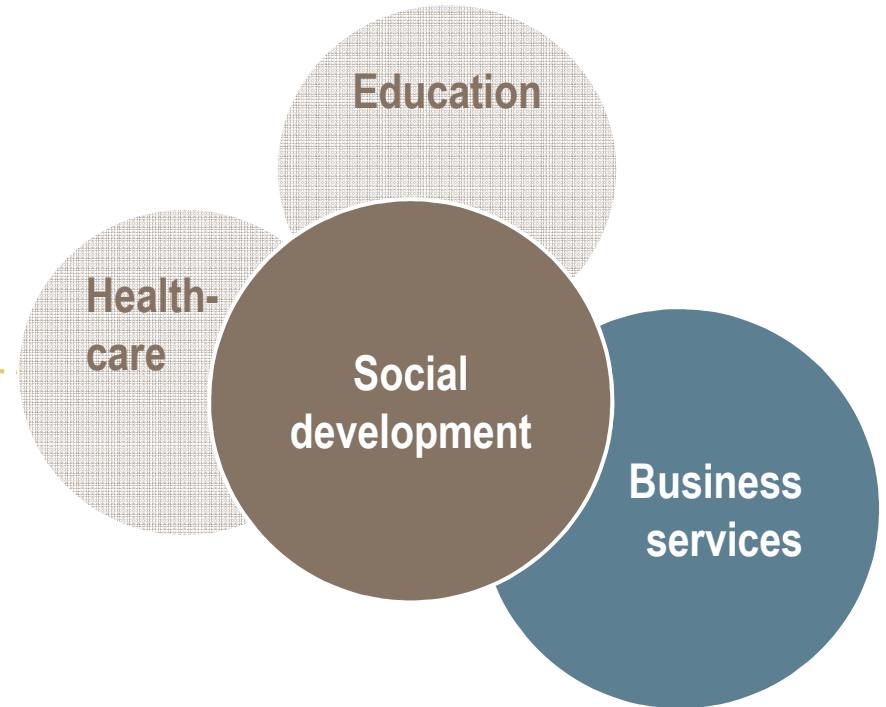 Education
Health-
care
Social
development
Business
services